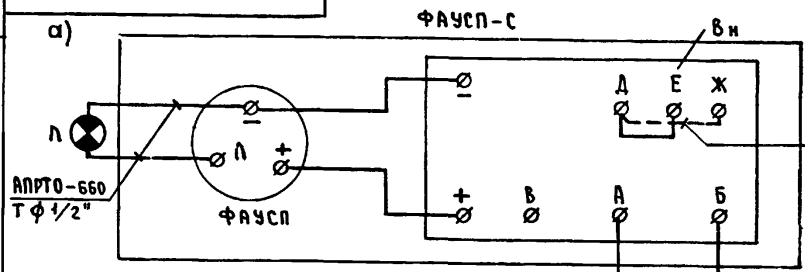 а)
ФАУСП-С
Вн
Д Е Ж
Л
Л
+
АПРТО-660
Т ф 1/2"
ФАУСП
+ В А Б